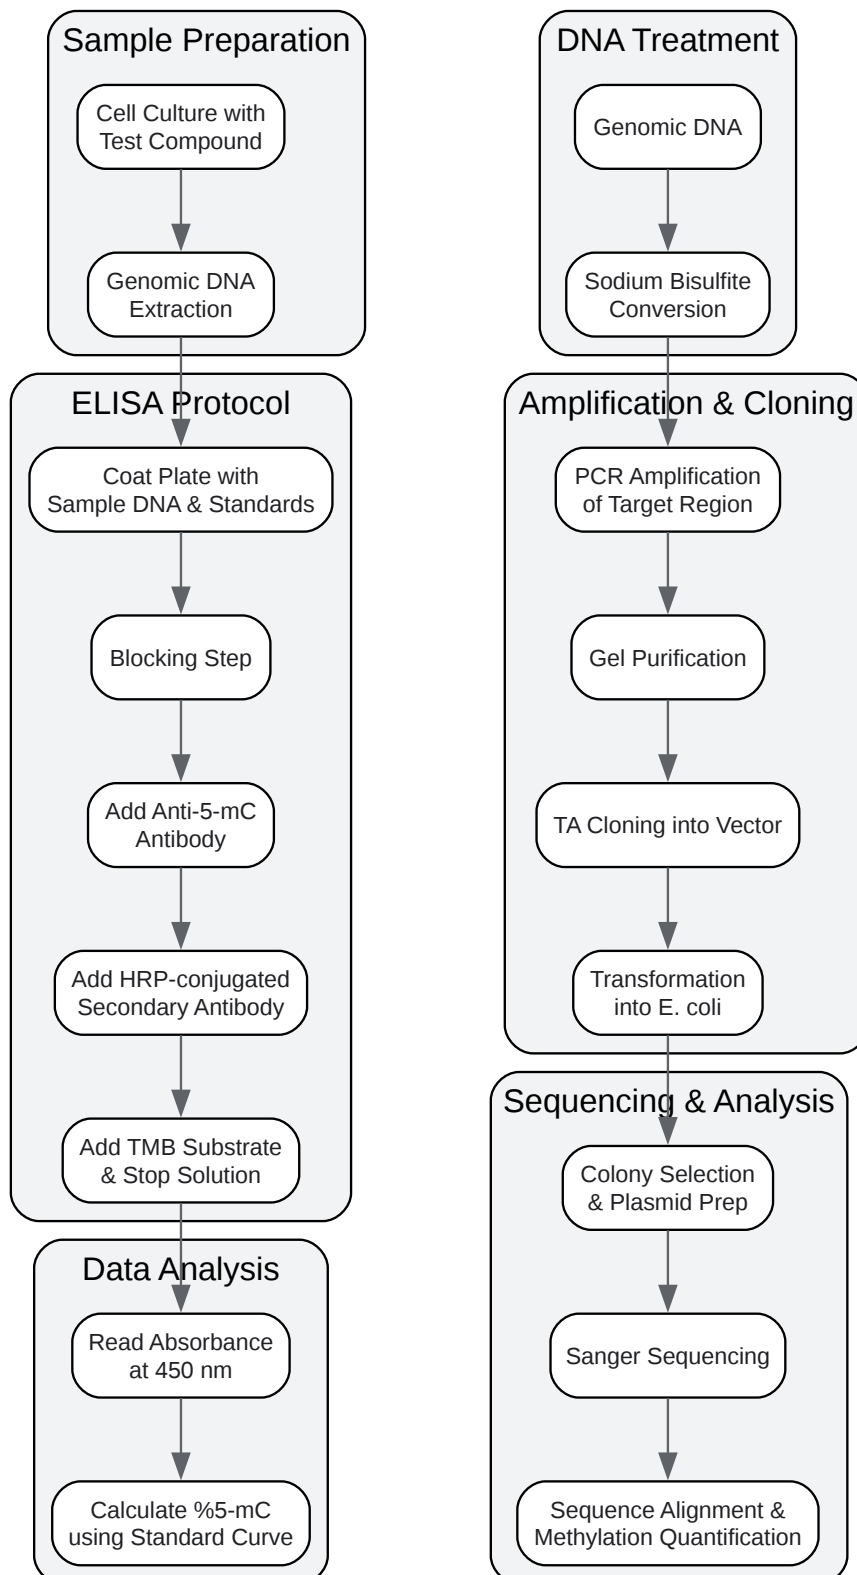 Sample Preparation
Cell Culture with
Test Compound
Genomic DNA
Extraction
ELISA Protocol
Coat Plate with
Sample DNA & Standards
Blocking Step
Add Anti-5-mC
Antibody
Add HRP-conjugated
Secondary Antibody
Add TMB Substrate
& Stop Solution
Data Analysis
Read Absorbance
at 450 nm
Calculate %5-mC
using Standard Curve
DNA Treatment
Genomic DNA
Sodium Bisulfite
Conversion
Amplification & Cloning
PCR Amplification
of Target Region
Gel Purification
TA Cloning into Vector
Transformation
into E. coli
Sequencing & Analysis
Colony Selection
& Plasmid Prep
Sanger Sequencing
Sequence Alignment &
Methylation Quantification